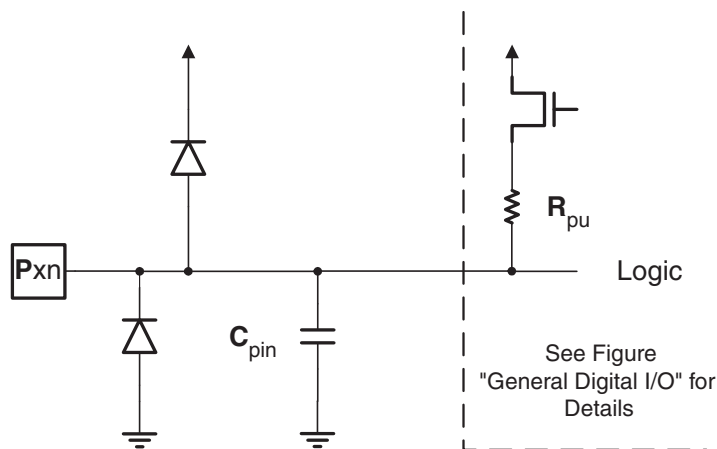 R
pu
Pxn
Logic
C
pin
See Figure
"General Digital I/O" for
Details